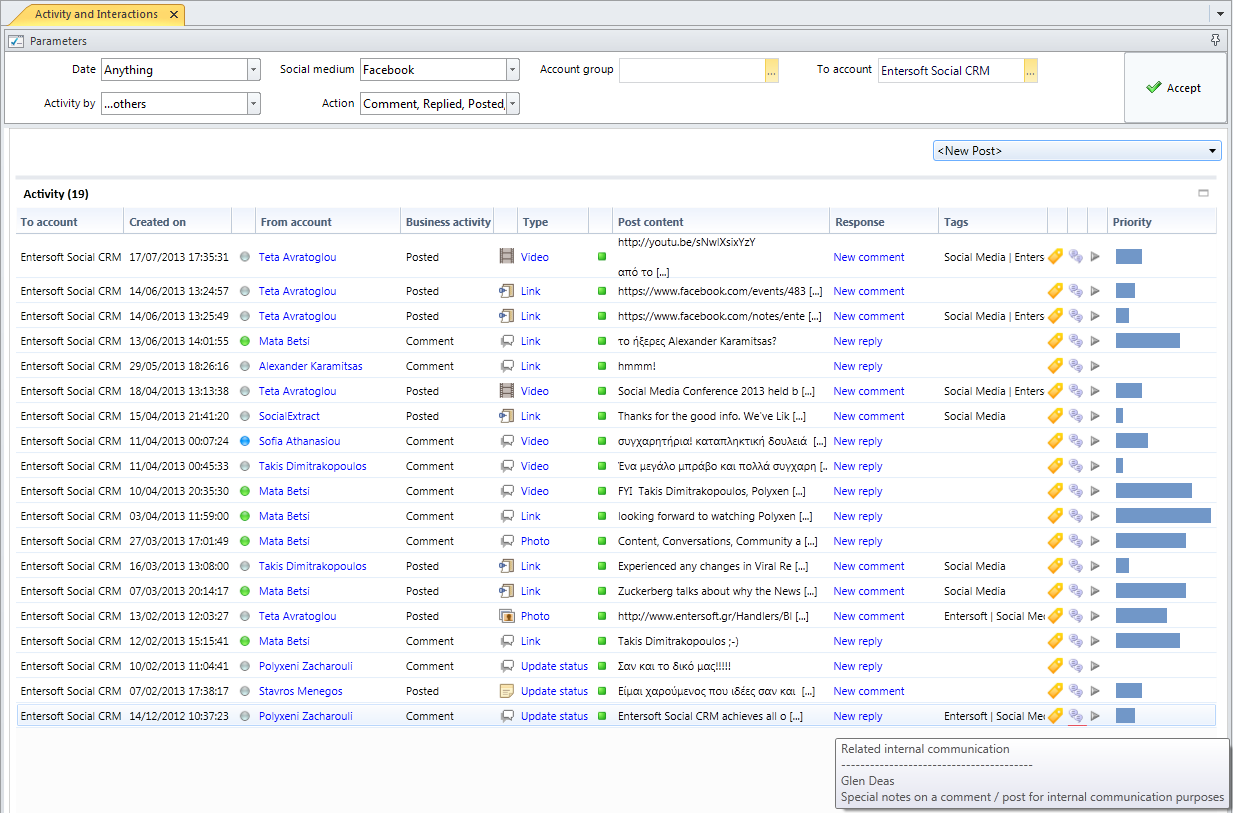 Activity and Interactions
Parameters
Date Anything Social medium Facebook Account group ... To account Entersoft Social CRM ... Accept
Activity by ...others Action Comment, Replied, Posted,
<New Post>
Activity (19)
To account Created on From account Business activity Type Post content Response Tags Priority
http://youtu.be/sNwlXsixYzY
Entersoft Social CRM 17/07/2013 17:35:31 Teta Avratoglou Posted Video New comment Social Media | Enters
από το [...]
Entersoft Social CRM 14/06/2013 13:24:57 Teta Avratoglou Posted Link https://www.facebook.com/events/483 [...] New comment
Entersoft Social CRM 14/06/2013 13:25:49 Teta Avratoglou Posted Link https://www.facebook.com/notes/ente [...] New comment Social Media | Enters
Entersoft Social CRM 13/06/2013 14:01:55 Mata Betsi Comment Link το ήξερες Alexander Karamitsas? New reply
Entersoft Social CRM 29/05/2013 18:26:16 Alexander Karamitsas Comment Link hmmm! New reply
Entersoft Social CRM 18/04/2013 13:13:38 Teta Avratoglou Posted Video Social Media Conference 2013 held b [...] New comment Social Media | Enters
Entersoft Social CRM 15/04/2013 21:41:20 SocialExtract Posted Link Thanks for the good info. We've Lik [...] New comment Social Media
Entersoft Social CRM 11/04/2013 00:07:24 Sofia Athanasiou Comment Video συγχαρητήρια! καταπληκτική δουλειά [...] New reply
Entersoft Social CRM 11/04/2013 00:45:33 Takis Dimitrakopoulos Comment Video Ένα μεγάλο μπράβο και πολλά συγχαρη [.. New reply
Entersoft Social CRM 10/04/2013 20:35:30 Mata Betsi Comment Video FYI Takis Dimitrakopoulos, Polyxen [...] New reply
Entersoft Social CRM 03/04/2013 11:59:00 Mata Betsi Comment Link looking forward to watching Polyxen [...] New reply
Entersoft Social CRM 27/03/2013 17:01:49 Mata Betsi Comment Photo Content, Conversations, Community a [...] New reply
Entersoft Social CRM 16/03/2013 13:08:00 Takis Dimitrakopoulos Posted Link Experienced any changes in Viral Re [...] New comment Social Media
Entersoft Social CRM 07/03/2013 20:14:17 Mata Betsi Posted Link Zuckerberg talks about why the News [...] New comment Social Media
Entersoft Social CRM 13/02/2013 12:03:27 Teta Avratoglou Posted Photo http://www.entersoft.gr/Handlers/Bl [...] New comment Entersoft | Social Me
Entersoft Social CRM 12/02/2013 15:15:41 Mata Betsi Comment Link Takis Dimitrakopoulos ;-) New reply
Entersoft Social CRM 10/02/2013 11:04:41 Polyxeni Zacharouli Comment Update status Σαν και το δικό μας!!!!! New reply
Entersoft Social CRM 07/02/2013 17:38:17 Stavros Menegos Posted Update status Είμαι χαρούμενος που ιδέες σαν και [...] New comment
Entersoft Social CRM 14/12/2012 10:37:23 Polyxeni Zacharouli Comment Update status Entersoft Social CRM achieves all o [...] New reply Entersoft | Social Me
Related internal communication
---------------------------------------
Glen Deas
Special notes on a comment / post for internal communication purposes